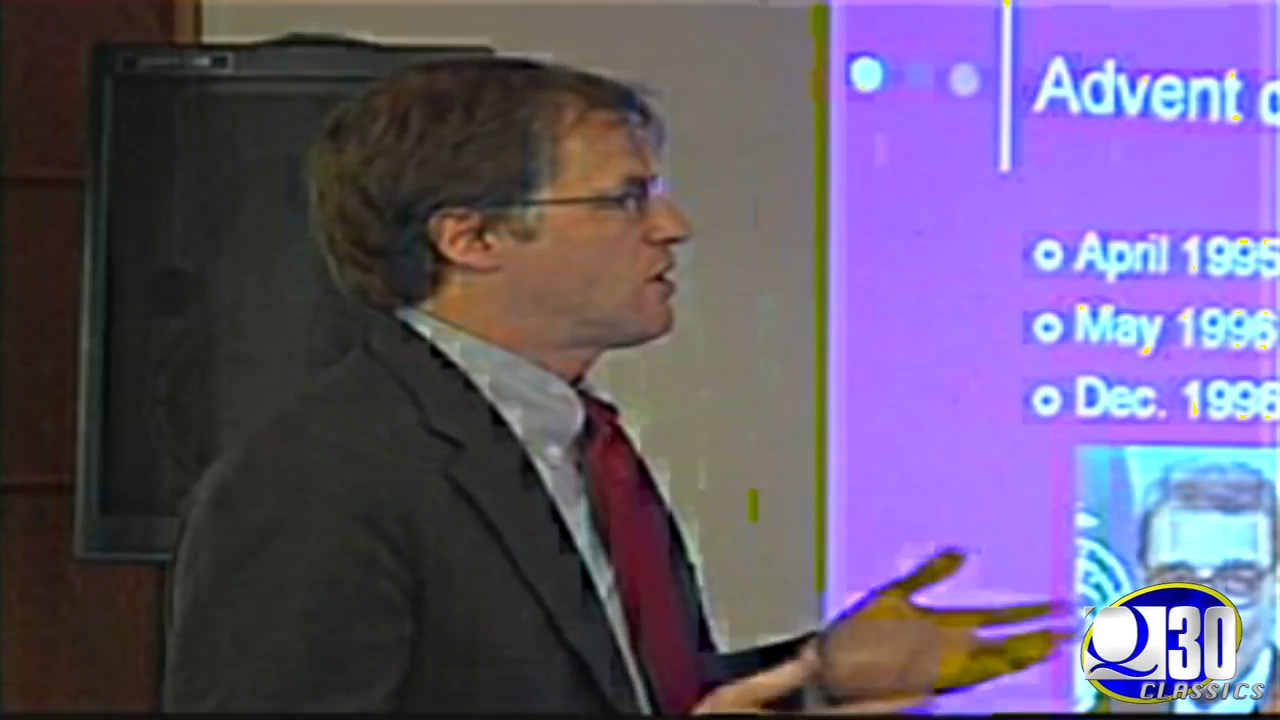 Advent
April 1995
May 1996
Dec. 1996
Q30
CLASSICS